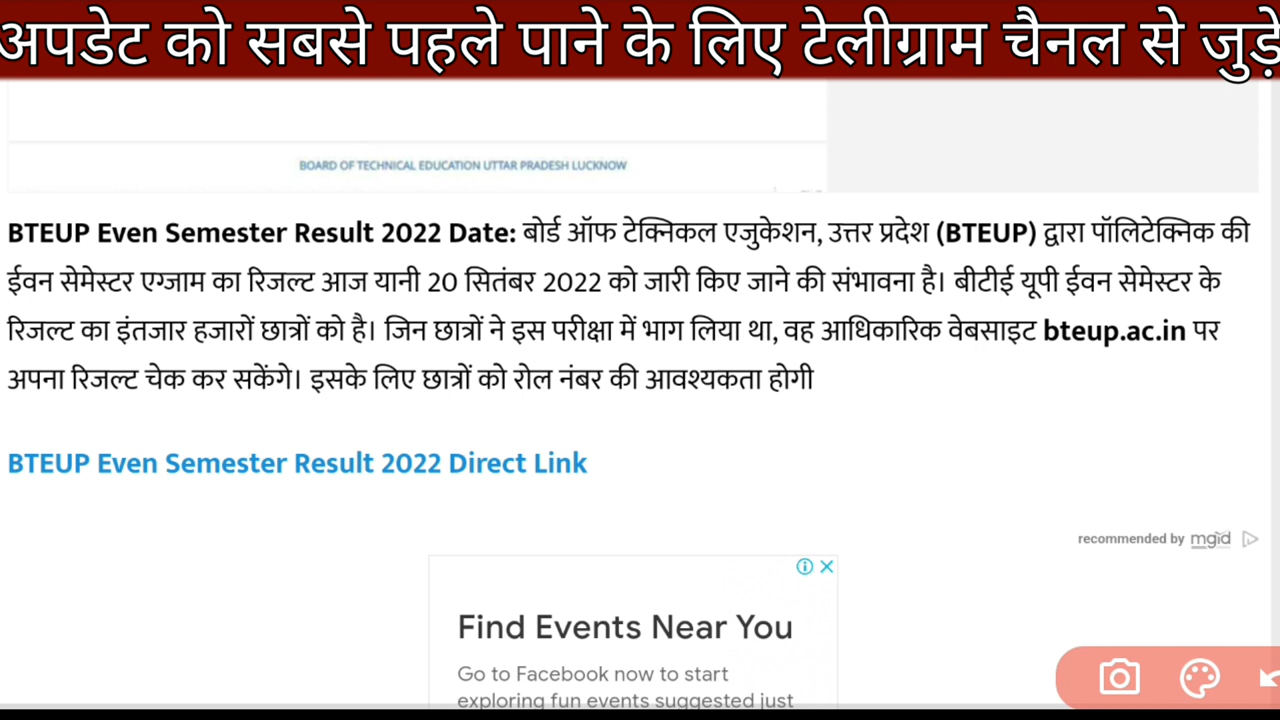 अपडेट को सबसे पहले पाने के लिए टेलीग्राम चैनल से जुड़े
BOARD OF TECHNICAL EDUCATION UTTAR PRADESH LUCKNOW
BTEUP Even Semester Result 2022 Date: बोर्ड ऑफ टेक्निकल एजुकेशन, उत्तर प्रदेश (BTEUP) द्वारा पॉलिटेक्निक की
ईवन सेमेस्टर एग्जाम का रिजल्ट आज यानी 20 सितंबर 2022 को जारी किए जाने की संभावना है। बीटीई यूपी ईवन सेमेस्टर के
रिजल्ट का इंतजार हजारों छात्रों को है। जिन छात्रों ने इस परीक्षा में भाग लिया था, वह आधिकारिक वेबसाइट bteup.ac.in पर
अपना रिजल्ट चेक कर सकेंगे। इसके लिए छात्रों को रोल नंबर की आवश्यकता होगी
BTEUP Even Semester Result 2022 Direct Link
recommended by mgid
Find Events Near You
Go to Facebook now to start
exploring fun events suggested just